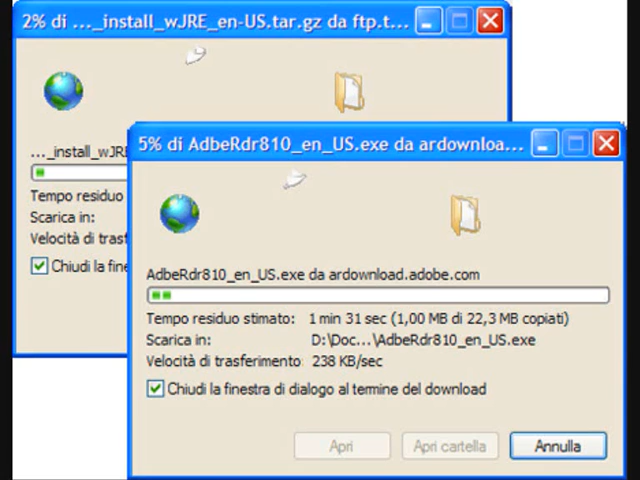 2% di ..._install_wJRE_en-US.tar.gz da ftp.t...
..._install_wJRE
Tempo residuo
Scarica in:
Velocità di trasf
Chiudi la fine
5% di AdbeRdr810_en_US.exe da ardownloa...
AdbeRdr810_en_US.exe da ardownload.adobe.com
Tempo residuo stimato: 1 min 31 sec (1,00 MB di 22,3 MB copiati)
Scarica in: D:\Doc...\AdbeRdr810_en_US.exe
Velocità di trasferimento: 238 KB/sec
Chiudi la finestra di dialogo al termine del download
Apri Apri cartella Annulla